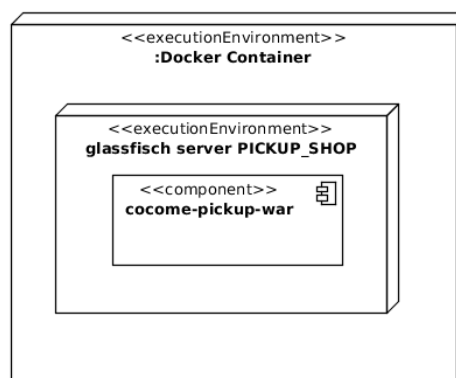 <<executionEnvironment>>
:Docker Container
<<executionEnvironment>>
glassfisch server PICKUP_SHOP
<<component>>
cocome-pickup-war